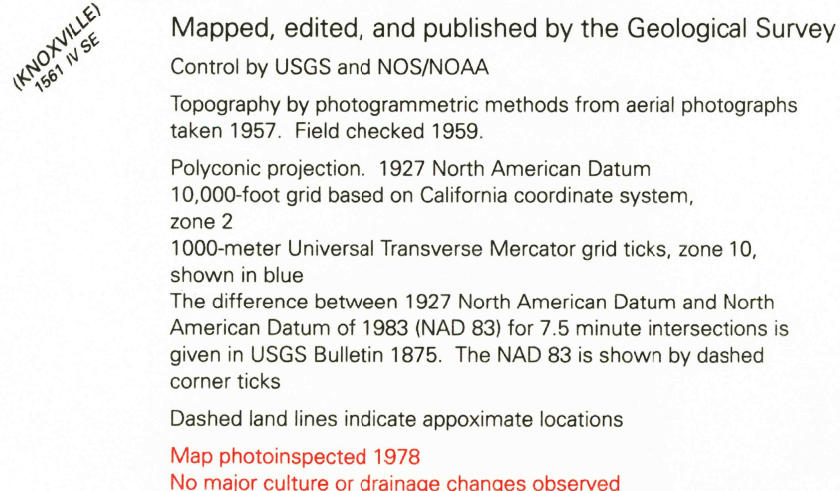 (KNOXVILLE)
1561 IV SE
Mapped, edited, and published by the Geological Survey
Control by USGS and NOS/NOAA
Topography by photogrammetric methods from aerial photographs
taken 1957. Field checked 1959.
Polyconic projection. 1927 North American Datum
10,000-foot grid based on California coordinate system,
zone 2
1000-meter Universal Transverse Mercator grid ticks, zone 10,
shown in blue
The difference between 1927 North American Datum and North
American Datum of 1983 (NAD 83) for 7.5 minute intersections is
given in USGS Bulletin 1875. The NAD 83 is shown by dashed
corner ticks
Dashed land lines indicate appoximate locations
Map photoinspected 1978
No major culture or drainage changes observed